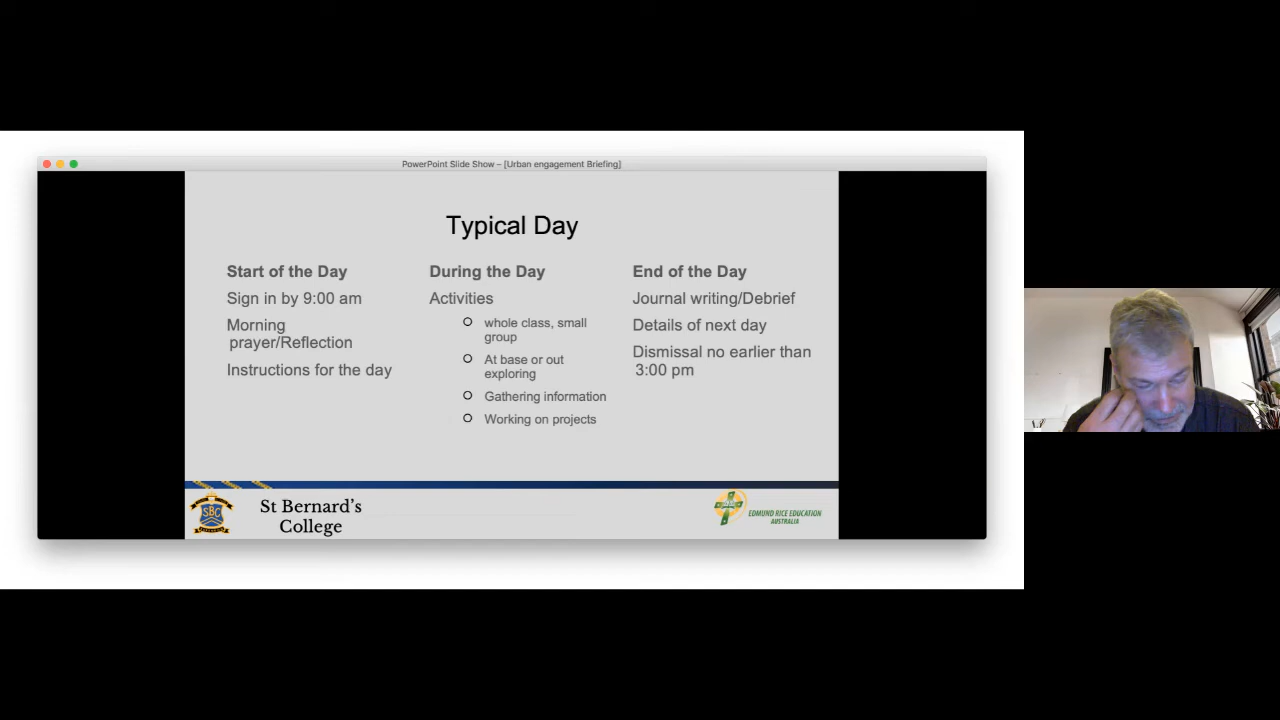 PowerPoint Slide Show – [Urban engagement Briefing]
Typical Day
Start of the Day
Sign in by 9:00 am
Morning
prayer/Reflection
Instructions for the day
During the Day
Activities
whole class, small
group
At base or out
exploring
Gathering information
Working on projects
End of the Day
Journal writing/Debrief
Details of next day
Dismissal no earlier than
3:00 pm
SBC
St Bernard's
College
EDMUND RICE EDUCATION
AUSTRALIA